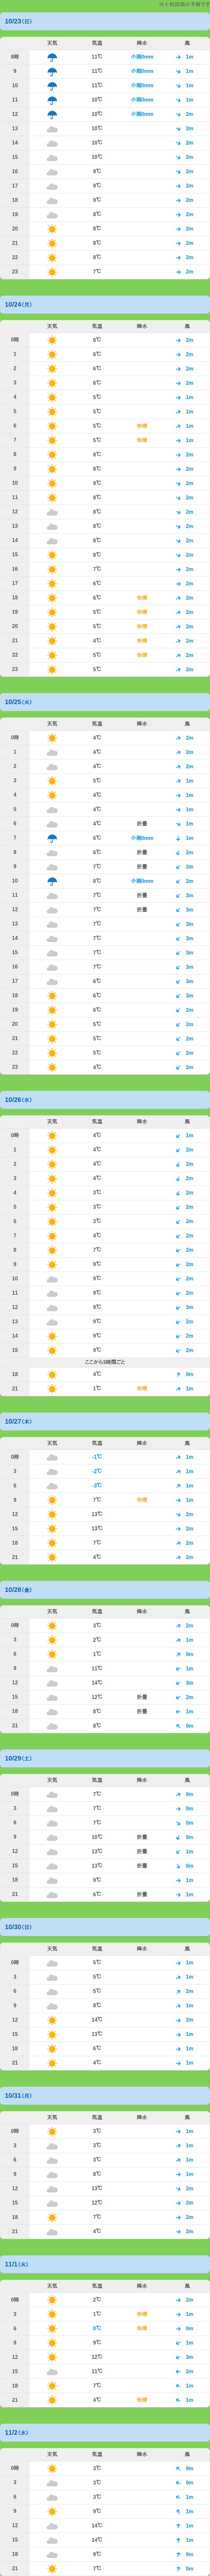 ※十和田湖の予報です
10/23(日)
天気 気温 降水 風
8時 11℃ 小雨0mm 1m
9 11℃ 小雨0mm 1m
10 11℃ 小雨0mm 1m
11 10℃ 小雨0mm 1m
12 10℃ 小雨0mm 2m
13 10℃ 2m
14 10℃ 2m
15 10℃ 2m
16 9℃ 2m
17 9℃ 2m
18 9℃ 2m
19 8℃ 2m
20 8℃ 2m
21 8℃ 2m
22 8℃ 2m
23 7℃ 2m
10/24(月)
天気 気温 降水 風
0時 6℃ 2m
1 6℃ 2m
2 6℃ 2m
3 6℃ 2m
4 5℃ 1m
5 5℃ 1m
6 5℃ 快適 1m
7 5℃ 快適 1m
8 8℃ 2m
9 8℃ 2m
10 9℃ 2m
11 8℃ 2m
12 8℃ 2m
13 8℃ 2m
14 8℃ 2m
15 8℃ 2m
16 7℃ 2m
17 6℃ 2m
18 6℃ 快適 2m
19 5℃ 快適 2m
20 5℃ 快適 2m
21 4℃ 快適 2m
22 5℃ 快適 2m
23 5℃ 2m
10/25(火)
天気 気温 降水 風
0時 4℃ 2m
1 4℃ 2m
2 4℃ 2m
3 5℃ 1m
4 4℃ 1m
5 4℃ 1m
6 4℃ 折畳 1m
7 6℃ 小雨0mm 1m
8 6℃ 折畳 2m
9 7℃ 折畳 2m
10 8℃ 小雨0mm 2m
11 7℃ 折畳 3m
12 7℃ 折畳 3m
13 7℃ 3m
14 7℃ 3m
15 7℃ 3m
16 7℃ 3m
17 6℃ 3m
18 6℃ 3m
19 6℃ 2m
20 5℃ 2m
21 5℃ 2m
22 5℃ 2m
23 4℃ 2m
10/26(水)
天気 気温 降水 風
0時 4℃ 1m
1 4℃ 2m
2 4℃ 2m
3 4℃ 2m
4 3℃ 2m
5 3℃ 2m
6 3℃ 2m
7 4℃ 2m
8 7℃ 2m
9 9℃ 2m
10 9℃ 2m
11 9℃ 2m
12 9℃ 3m
13 9℃ 2m
14 9℃ 2m
15 9℃ 2m
ここから3時間ごと
18 4℃ 0m
21 1℃ 快適 1m
10/27(木)
天気 気温 降水 風
0時 -1℃ 1m
3 -2℃ 1m
6 -3℃ 1m
9 7℃ 快適 1m
12 13℃ 2m
15 13℃ 2m
18 7℃ 2m
21 4℃ 2m
10/28(金)
天気 気温 降水 風
0時 3℃ 2m
3 2℃ 1m
6 1℃ 0m
9 11℃ 1m
12 14℃ 3m
15 12℃ 折畳 2m
18 8℃ 折畳 1m
21 8℃ 0m
10/29(土)
天気 気温 降水 風
0時 7℃ 0m
3 7℃ 0m
6 7℃ 0m
9 10℃ 折畳 0m
12 13℃ 折畳 1m
15 13℃ 折畳 0m
18 9℃ 1m
21 6℃ 折畳 1m
10/30(日)
天気 気温 降水 風
0時 5℃ 1m
3 5℃ 1m
6 5℃ 2m
9 8℃ 1m
12 14℃ 2m
15 13℃ 1m
18 6℃ 1m
21 4℃ 1m
10/31(月)
天気 気温 降水 風
0時 3℃ 1m
3 3℃ 1m
6 3℃ 1m
9 8℃ 1m
12 13℃ 2m
15 12℃ 2m
18 7℃ 2m
21 4℃ 2m
11/1(火)
天気 気温 降水 風
0時 2℃ 2m
3 1℃ 快適 1m
6 0℃ 快適 0m
9 9℃ 1m
12 12℃ 3m
15 11℃ 2m
18 7℃ 1m
21 4℃ 快適 1m
11/2(水)
天気 気温 降水 風
0時 3℃ 0m
3 3℃ 0m
6 3℃ 1m
9 9℃ 1m
12 14℃ 1m
15 14℃ 1m
18 9℃ 0m
21 7℃ 0m